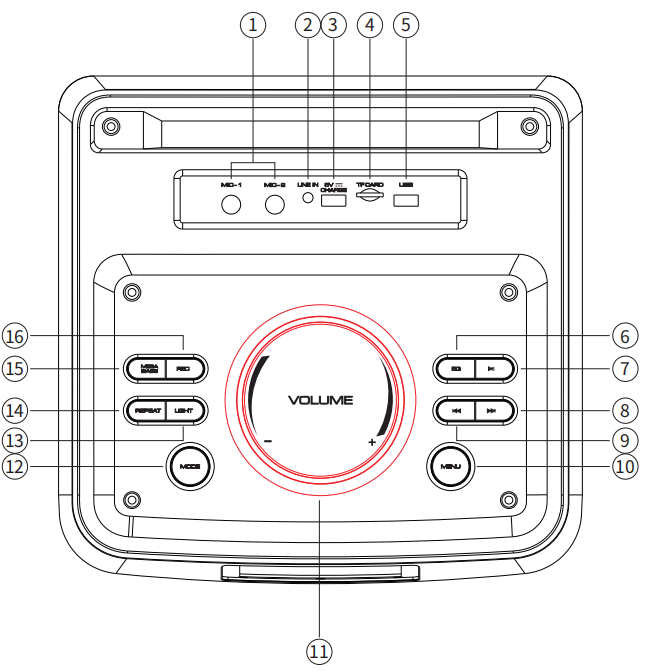 1 2 3 4 5
MIC-1 MIC-2 LINE IN 5V CHARGE TF CARD USB
16 6
15 MEGA BASS REC EQ 7
VOLUME
14 REPEAT LIGHT 8
13 - + 9
12 MODE MENU 10
11